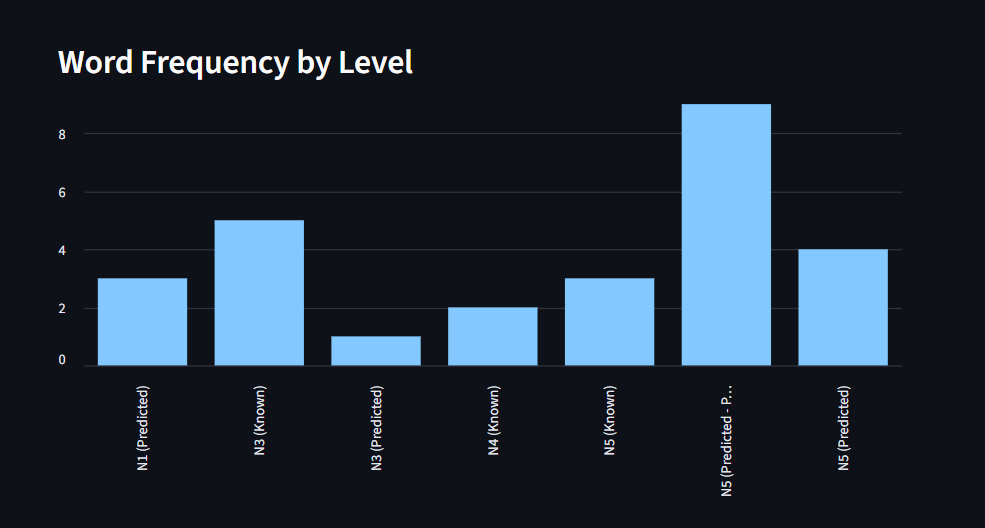 Word Frequency by Level
8
6
4
2
0
N1 (Predicted)
N3 (Known)
N3 (Predicted)
N4 (Known)
N5 (Known)
N5 (Predicted - P…
N5 (Predicted)